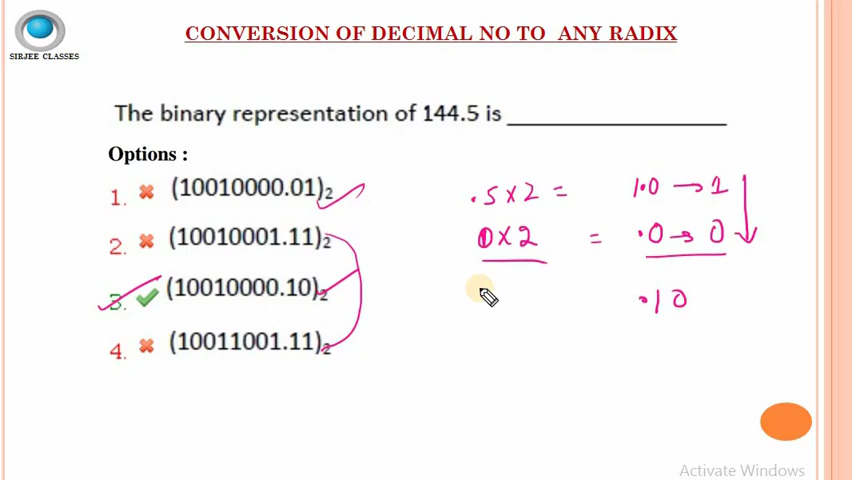 CONVERSION OF DECIMAL NO TO ANY RADIX
SIRJEE CLASSES
The binary representation of 144.5 is ____________________
Options :
1. ✖ (10010000.01)₂
2. ✖ (10010001.11)₂
3. ✔ (10010000.10)₂
4. ✖ (10011001.11)₂
.5 × 2 = 1.0 → 1
0 × 2 = .0 → 0
.10
Activate Windows